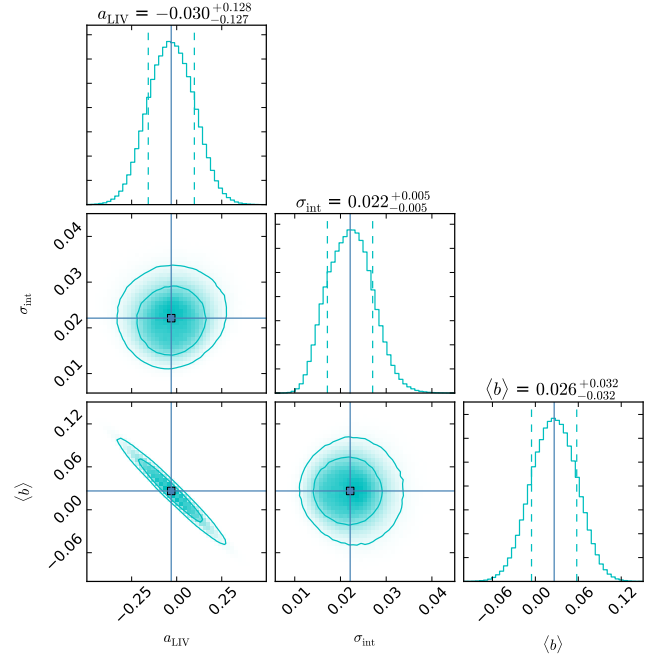 a_LIV = −0.030 +0.128 −0.127
σ_int = 0.022 +0.005 −0.005
0.04
0.03
0.02
0.01
σ_int
⟨b⟩ = 0.026 +0.032 −0.032
0.12
0.06
0.00
−0.06
⟨b⟩
−0.25
0.00
0.25
a_LIV
0.01
0.02
0.03
0.04
σ_int
−0.06
0.00
0.06
0.12
⟨b⟩